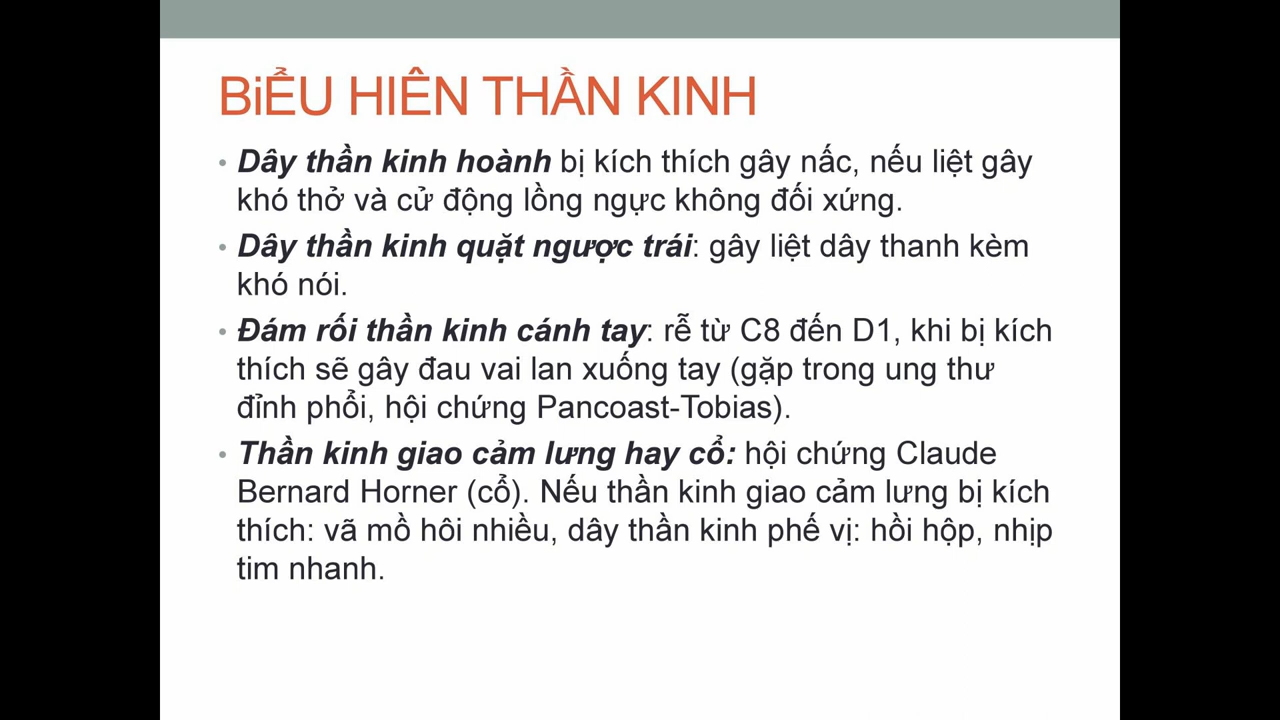 BiỂU HIÊN THẦN KINH
• Dây thần kinh hoành bị kích thích gây nấc, nếu liệt gây
khó thở và cử động lồng ngực không đối xứng.
• Dây thần kinh quặt ngược trái: gây liệt dây thanh kèm
khó nói.
• Đám rối thần kinh cánh tay: rễ từ C8 đến D1, khi bị kích
thích sẽ gây đau vai lan xuống tay (gặp trong ung thư
đỉnh phổi, hội chứng Pancoast-Tobias).
• Thần kinh giao cảm lưng hay cổ: hội chứng Claude
Bernard Horner (cổ). Nếu thần kinh giao cảm lưng bị kích
thích: vã mồ hôi nhiều, dây thần kinh phế vị: hồi hộp, nhịp
tim nhanh.